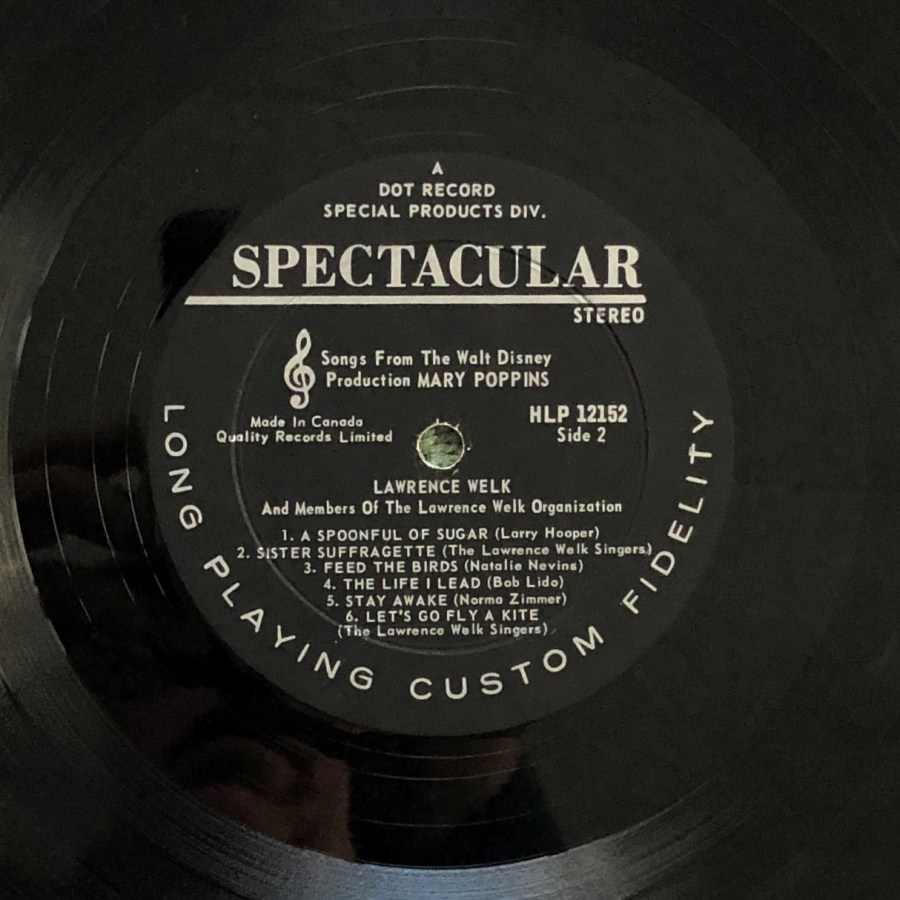 A
DOT RECORD
SPECIAL PRODUCTS DIV.
SPECTACULAR
STEREO
Songs From The Walt Disney
Production MARY POPPINS
Made In Canada
Quality Records Limited
HLP 12152
Side 2
LAWRENCE WELK
And Members Of The Lawrence Welk Organization
1. A SPOONFUL OF SUGAR (Larry Hooper)
2. SISTER SUFFRAGETTE (The Lawrence Welk Singers)
3. FEED THE BIRDS (Natalie Nevins)
4. THE LIFE I LEAD (Bob Lido)
5. STAY AWAKE (Norma Zimmer)
6. LET'S GO FLY A KITE
(The Lawrence Welk Singers)
LONG PLAYING CUSTOM FIDELITY